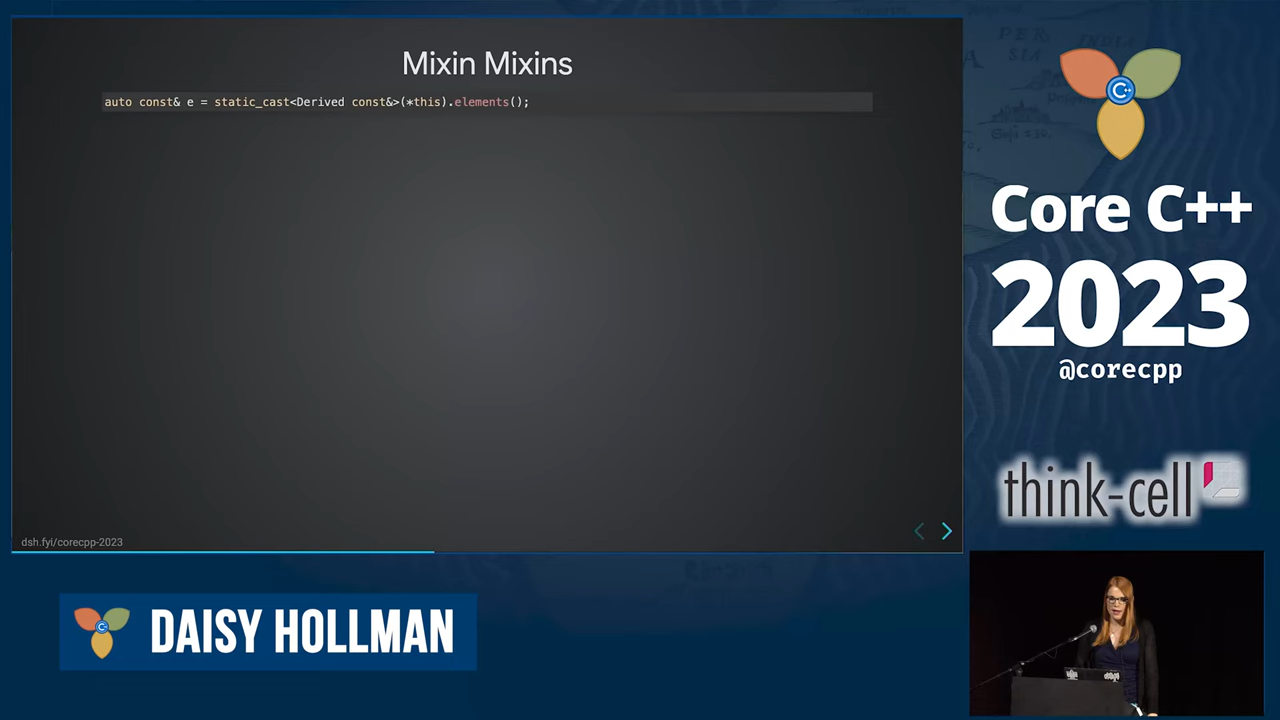 Mixin Mixins
auto const& e = static_cast<Derived const&>(*this).elements();
dsh.fyi/corecpp-2023
C++
Core C++
2023
@corecpp
think-cell
DAISY HOLLMAN